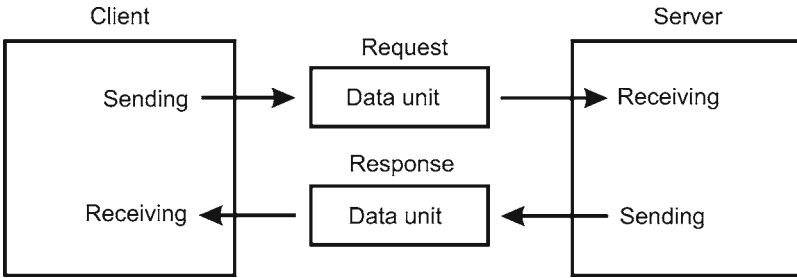 Client
Server
Request
Sending
Data unit
Receiving
Response
Receiving
Data unit
Sending